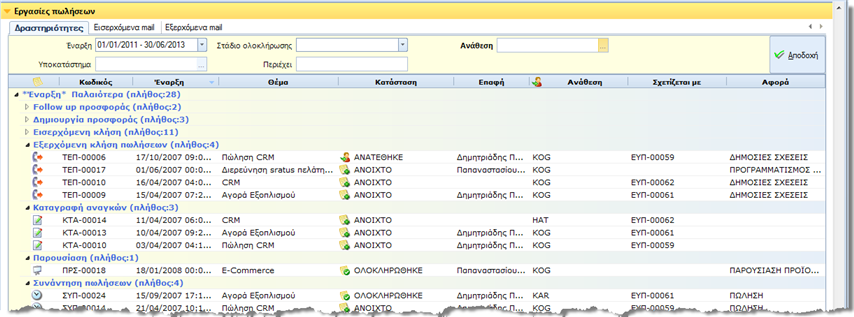 Εργασίες πωλήσεων
Δραστηριότητες Εισερχόμενα mail Εξερχόμενα mail
Έναρξη 01/01/2011 - 30/06/2013 Στάδιο ολοκλήρωσης Ανάθεση
Υποκατάστημα Περιέχει Αποδοχή
Κωδικός Έναρξη Θέμα Κατάσταση Επαφή Ανάθεση Σχετίζεται με Αφορά
"Έναρξη" Παλαιότερα (πλήθος:28)
Follow up προσφοράς (πλήθος:2)
Δημιουργία προσφοράς (πλήθος:3)
Εισερχόμενη κλήση (πλήθος:11)
Εξερχόμενη κλήση πωλήσεων (πλήθος:4)
ΤΕΠ-00006 17/10/2007 09:0... Πώληση CRM ΑΝΑΤΕΘΗΚΕ Δημητριάδης Π... KOG ΕΥΠ-00059 ΔΗΜΟΣΙΕΣ ΣΧΕΣΕΙΣ
ΤΕΠ-00017 01/06/2007 00:0... Διερεύνηση sratus πελάτη... ΑΝΟΙΧΤΟ Παπαναστασίου... KOG ΠΡΟΓΡΑΜΜΑΤΙΣΜΟΣ ...
ΤΕΠ-00010 16/04/2007 04:0... CRM ΑΝΟΙΧΤΟ Δημητριάδης Π... KOG ΕΥΠ-00062 ΔΗΜΟΣΙΕΣ ΣΧΕΣΕΙΣ
ΤΕΠ-00009 15/04/2007 07:2... Αγορά Εξοπλισμού ΑΝΟΙΧΤΟ Δημητριάδης Π... KOG ΕΥΠ-00061 ΔΗΜΟΣΙΕΣ ΣΧΕΣΕΙΣ
Καταγραφή αναγκών (πλήθος:3)
ΚΤΑ-00014 11/04/2007 06:0... CRM ΑΝΟΙΧΤΟ HAT ΕΥΠ-00062
ΚΤΑ-00013 10/04/2007 09:2... Αγορά Εξοπλισμού ΑΝΟΙΧΤΟ Δημητριάδης Π... KOG ΕΥΠ-00061
ΚΤΑ-00010 03/04/2007 04:1... Πώληση CRM ΑΝΟΙΧΤΟ Δημητριάδης Π... KOG ΕΥΠ-00059
Παρουσίαση (πλήθος:1)
ΠΡΣ-00018 18/01/2008 00:0... E-Commerce ΟΛΟΚΛΗΡΩΘΗΚΕ Παπαναστασίου... KOG ΠΑΡΟΥΣΙΑΣΗ ΠΡΟΪΟ...
Συνάντηση πωλήσεων (πλήθος:4)
ΣΥΠ-00024 15/09/2007 17:1... Αγορά Εξοπλισμού ΟΛΟΚΛΗΡΩΘΗΚΕ Δημητριάδης Π... KAR ΕΥΠ-00061 ΠΩΛΗΣΗ
ΣΥΠ-00014 21/04/2007 10:1... Πώληση CRM ΑΝΟΙΧΤΟ Δημητριάδης Π... KOG ΕΥΠ-00059 ΠΩΛΗΣΗ